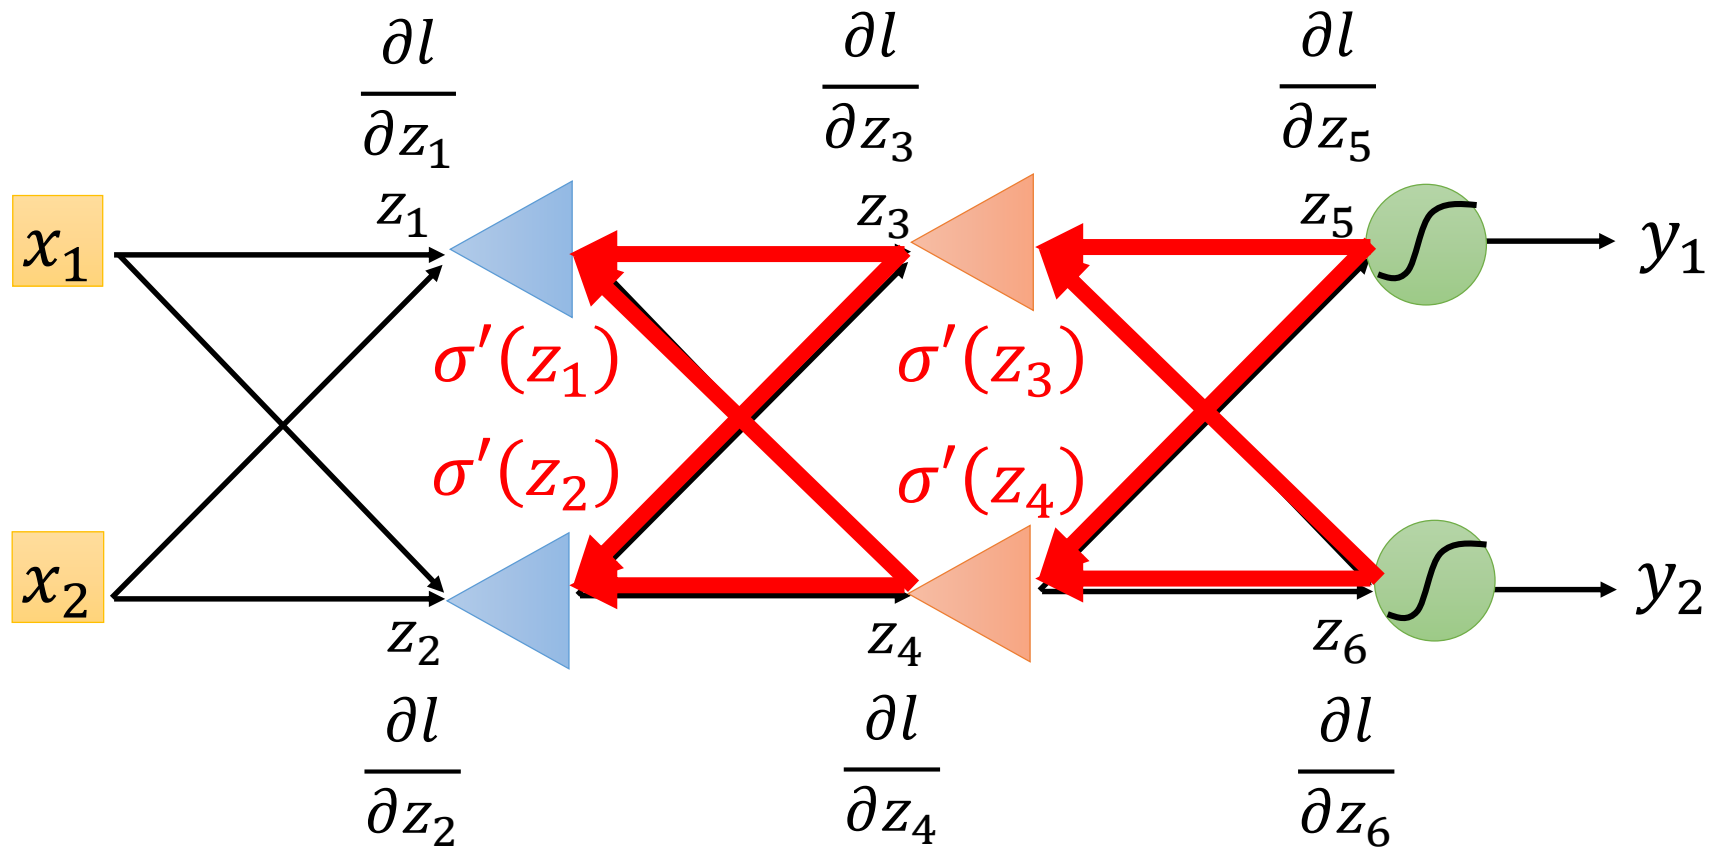 ∂l/∂z₁ ∂l/∂z₃ ∂l/∂z₅
x₁ z₁ z₃ z₅ y₁
σ′(z₁) σ′(z₃)
σ′(z₂) σ′(z₄)
x₂ z₂ z₄ z₆ y₂
∂l/∂z₂ ∂l/∂z₄ ∂l/∂z₆